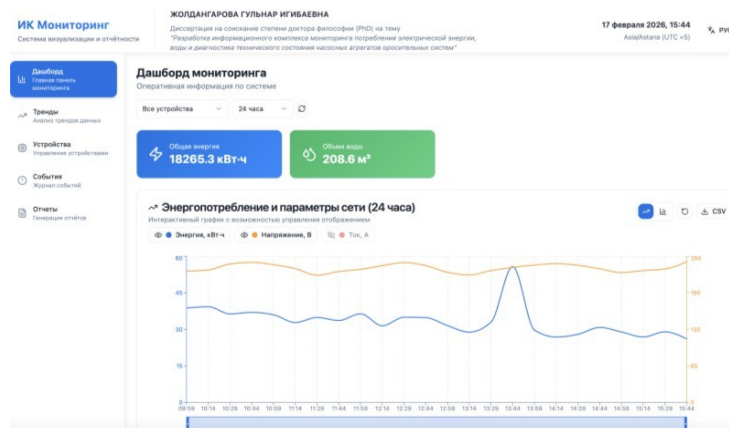 ИК Мониторинг
Система визуализации и отчётности
ЖОЛДАНГАРОВА ГУЛЬНАР ИГИБАЕВНА
Диссертация на соискание степени доктора философии (PhD) на тему
"Разработка информационного комплекса мониторинга потребления электрической энергии,
воды и диагностика технического состояния насосных агрегатов оросительных систем"
17 февраля 2026, 15:44
Asia/Astana (UTC +5)
РУС
Дашборд
Главная панель
мониторинга
Тренды
Анализ трендов данных
Устройства
Управление устройствами
События
Журнал событий
Отчеты
Генерация отчётов
Дашборд мониторинга
Оперативная информация по системе
Все устройства
24 часа
Общая энергия
18265.3 кВт·ч
Объем воды
208.6 м³
Энергопотребление и параметры сети (24 часа)
Интерактивный график с возможностью управления отображением
CSV
Энергия, кВт·ч
Напряжение, В
Ток, А
60
45
30
15
0
260
195
130
65
0
09:59 10:14 10:29 10:44 10:59 11:14 11:29 11:44 11:59 12:14 12:29 12:44 12:59 13:14 13:29 13:44 13:59 14:14 14:29 14:44 14:59 15:14 15:29 15:44